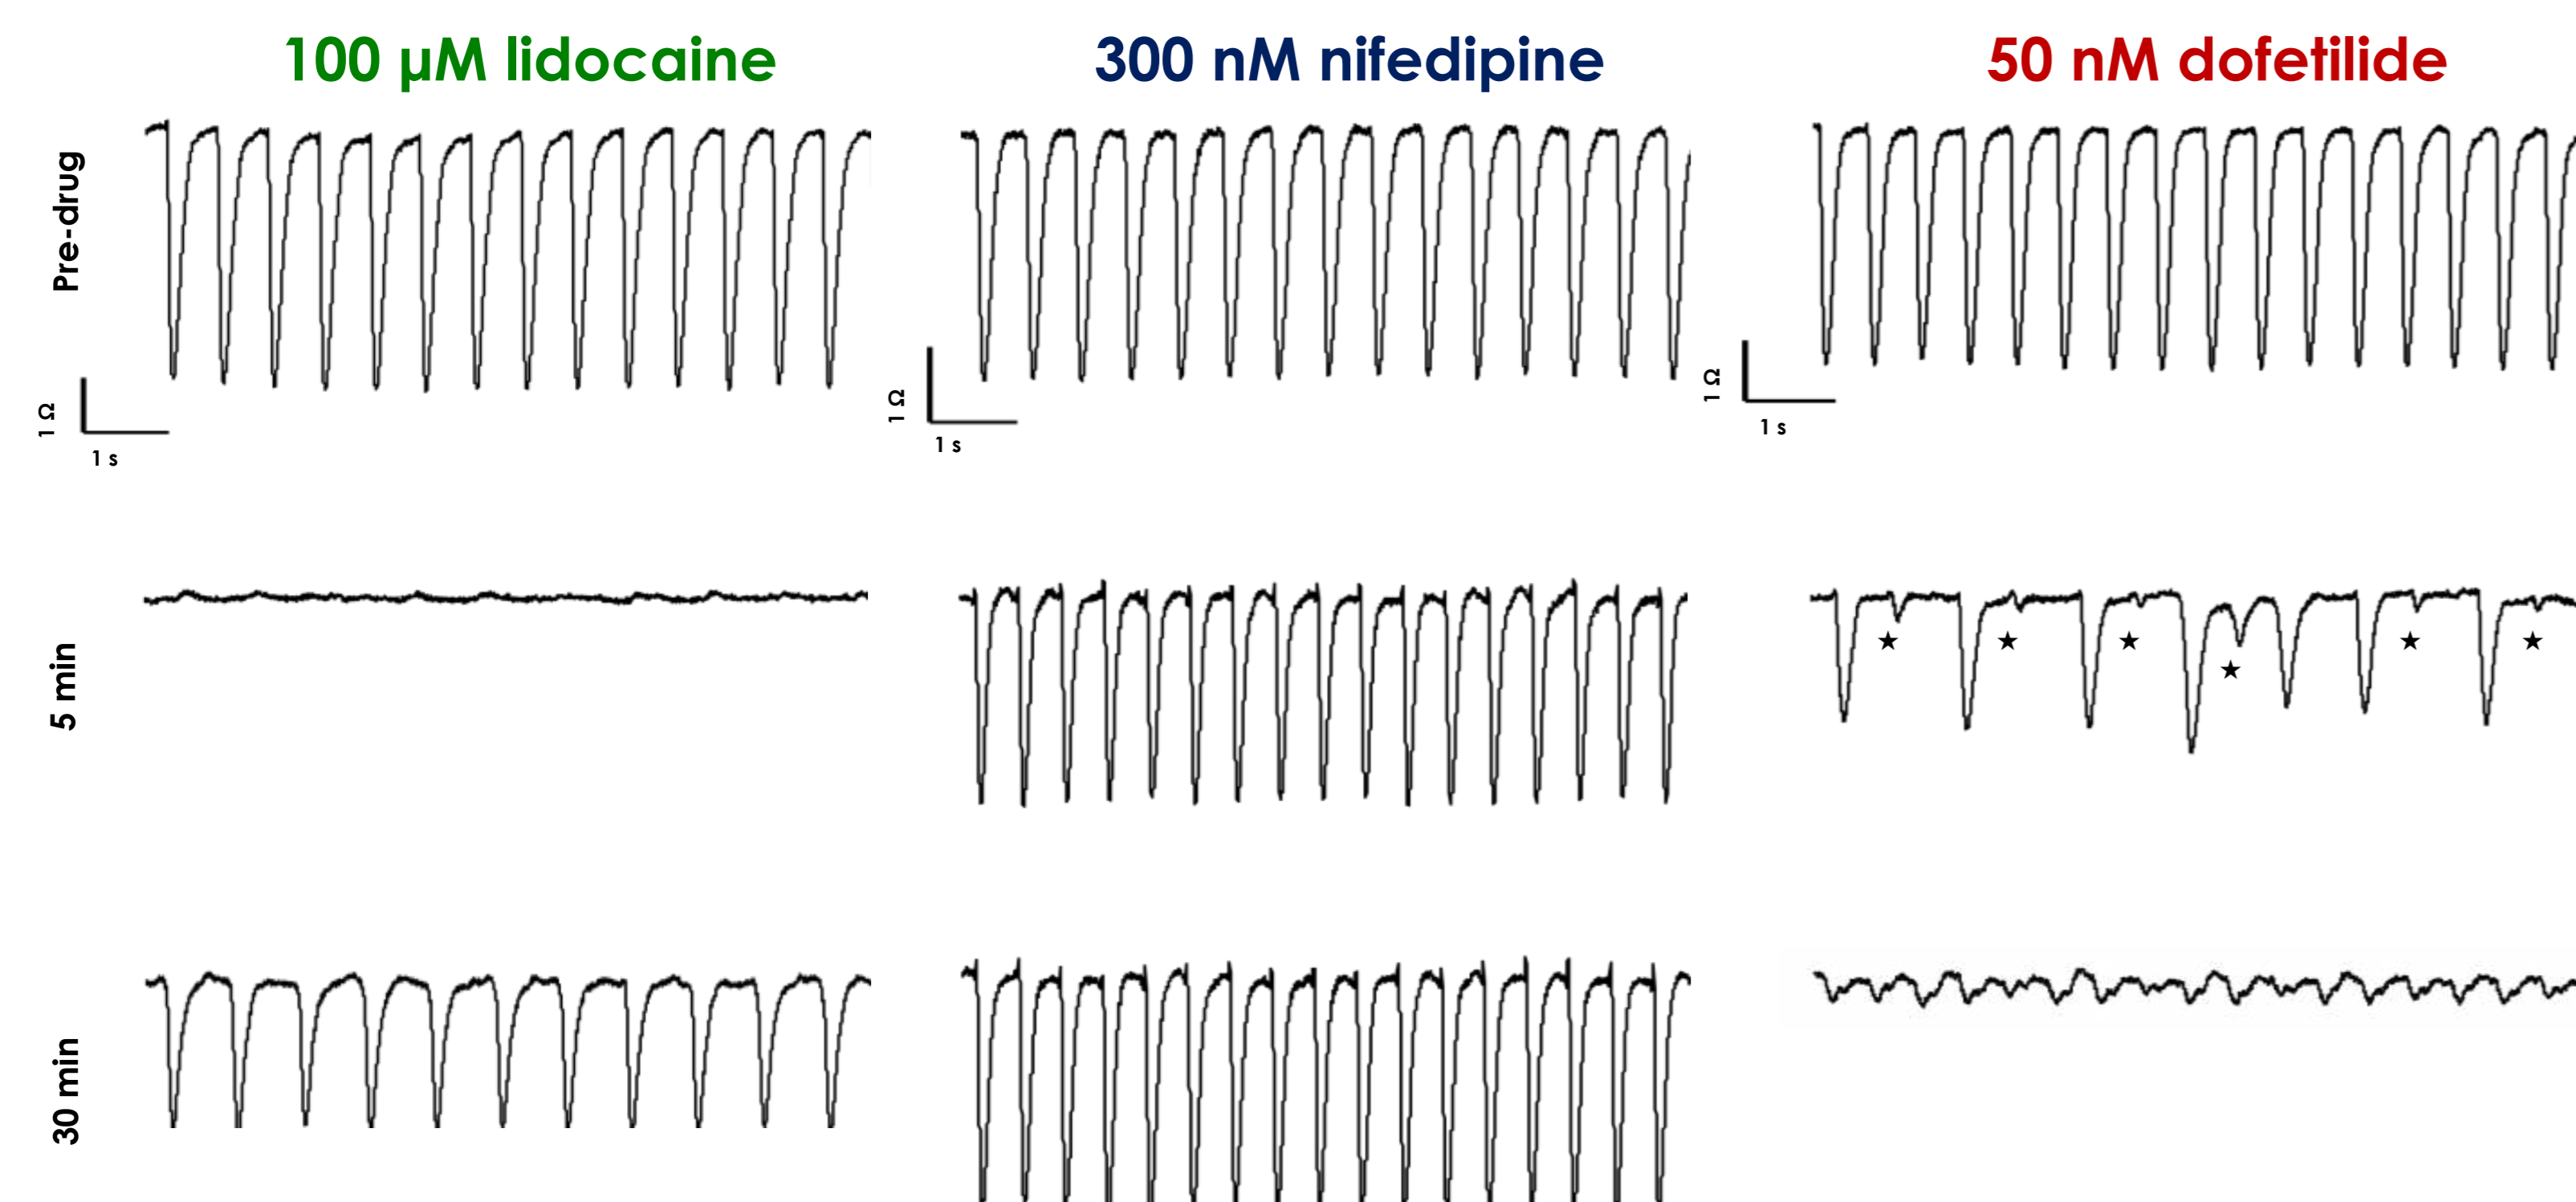 100 µM lidocaine
300 nM nifedipine
50 nM dofetilide
Pre-drug
1 Ω
1 s
1 Ω
1 s
1 Ω
1 s
5 min
★ ★ ★ ★ ★ ★
30 min